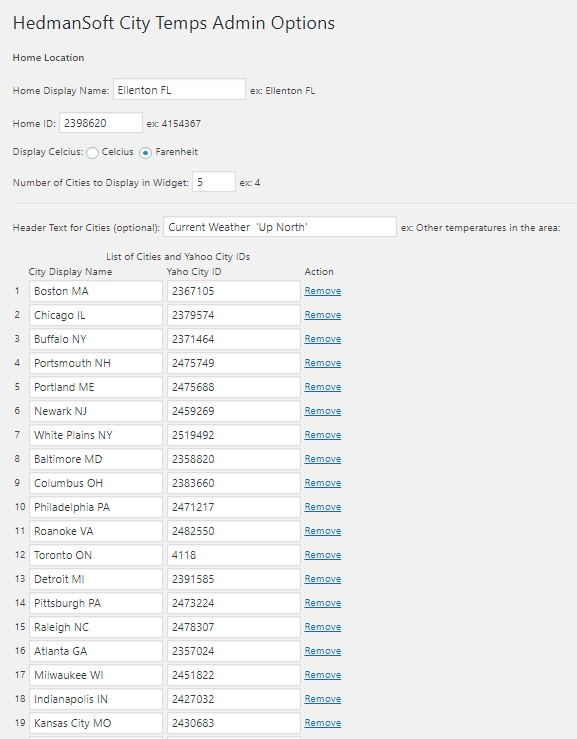 HedmanSoft City Temps Admin Options
Home Location
Home Display Name: Ellenton FL ex: Ellenton FL
Home ID: 2398620 ex: 4154367
Display Celcius: Celcius Farenheit
Number of Cities to Display in Widget: 5 ex: 4
Header Text for Cities (optional): Current Weather 'Up North' ex: Other temperatures in the area:
List of Cities and Yahoo City IDs
City Display Name Yaho City ID Action
1 Boston MA 2367105 Remove
2 Chicago IL 2379574 Remove
3 Buffalo NY 2371464 Remove
4 Portsmouth NH 2475749 Remove
5 Portland ME 2475688 Remove
6 Newark NJ 2459269 Remove
7 White Plains NY 2519492 Remove
8 Baltimore MD 2358820 Remove
9 Columbus OH 2383660 Remove
10 Philadelphia PA 2471217 Remove
11 Roanoke VA 2482550 Remove
12 Toronto ON 4118 Remove
13 Detroit MI 2391585 Remove
14 Pittsburgh PA 2473224 Remove
15 Raleigh NC 2478307 Remove
16 Atlanta GA 2357024 Remove
17 Milwaukee WI 2451822 Remove
18 Indianapolis IN 2427032 Remove
19 Kansas City MO 2430683 Remove